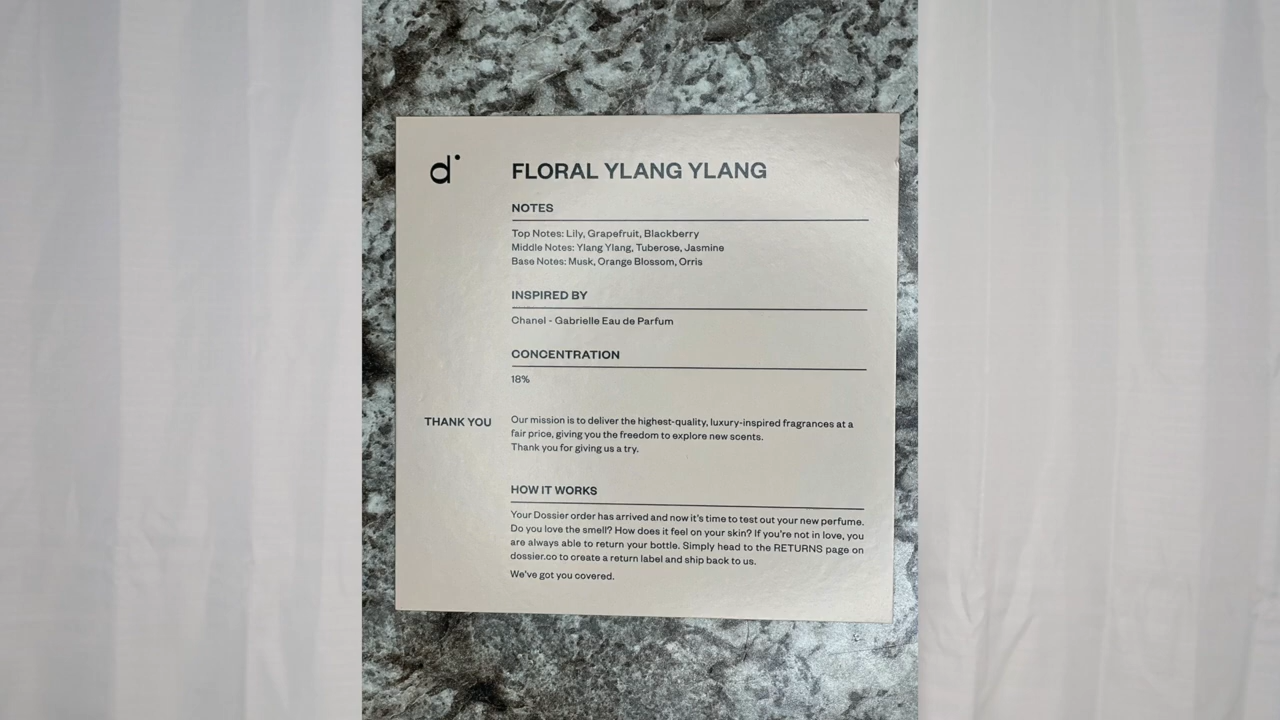 d
FLORAL YLANG YLANG
NOTES
Top Notes: Lily, Grapefruit, Blackberry
Middle Notes: Ylang Ylang, Tuberose, Jasmine
Base Notes: Musk, Orange Blossom, Orris
INSPIRED BY
Chanel - Gabrielle Eau de Parfum
CONCENTRATION
18%
THANK YOU
Our mission is to deliver the highest-quality, luxury-inspired fragrances at a
fair price, giving you the freedom to explore new scents.
Thank you for giving us a try.
HOW IT WORKS
Your Dossier order has arrived and now it's time to test out your new perfume.
Do you love the smell? How does it feel on your skin? If you're not in love, you
are always able to return your bottle. Simply head to the RETURNS page on
dossier.co to create a return label and ship back to us.
We've got you covered.